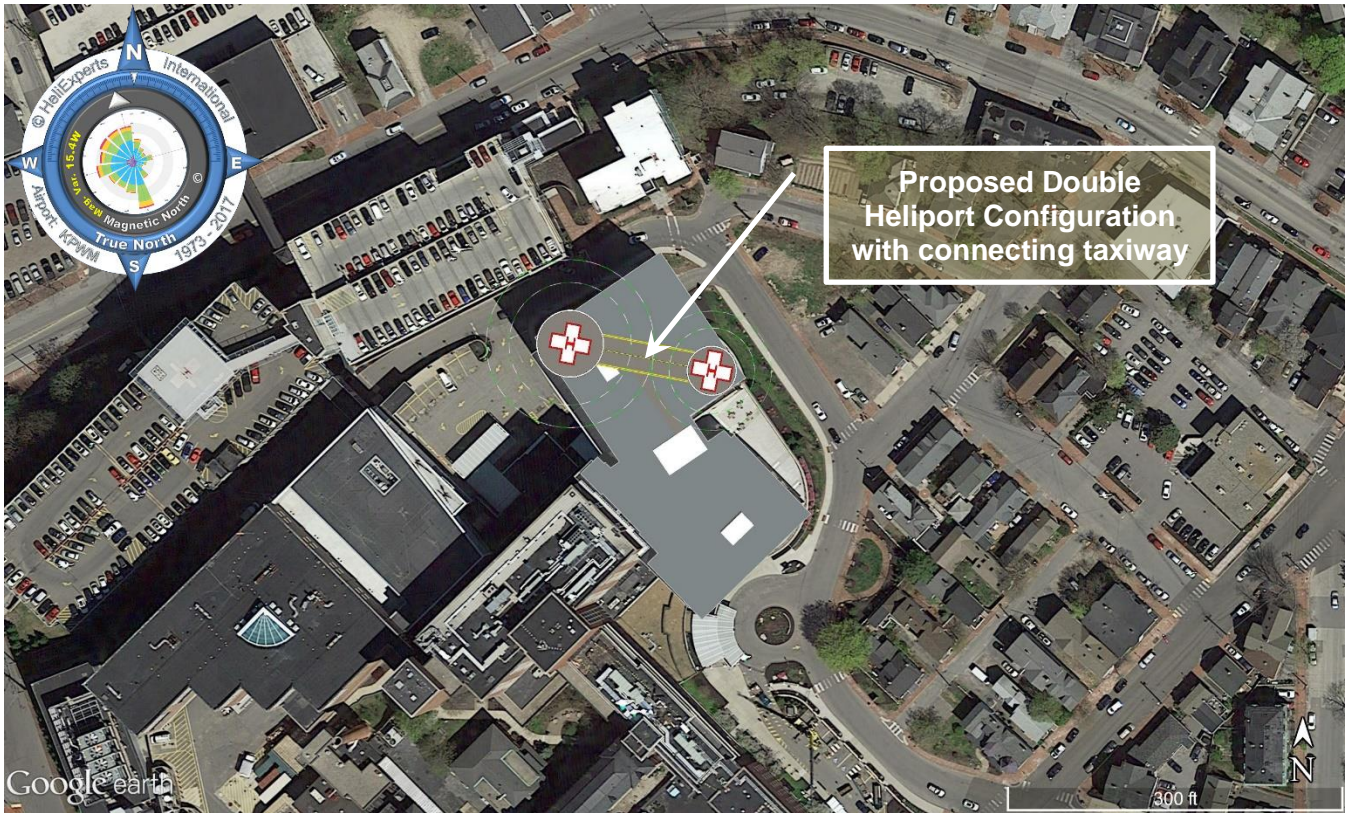 N
© HeliExperts International
W
E
Mag Var. 15.4W
Magnetic North ©
True North
Airport: KPWM
1973 - 2017
S
Proposed Double
Heliport Configuration
with connecting taxiway
H
H
H
Google earth
N
300 ft